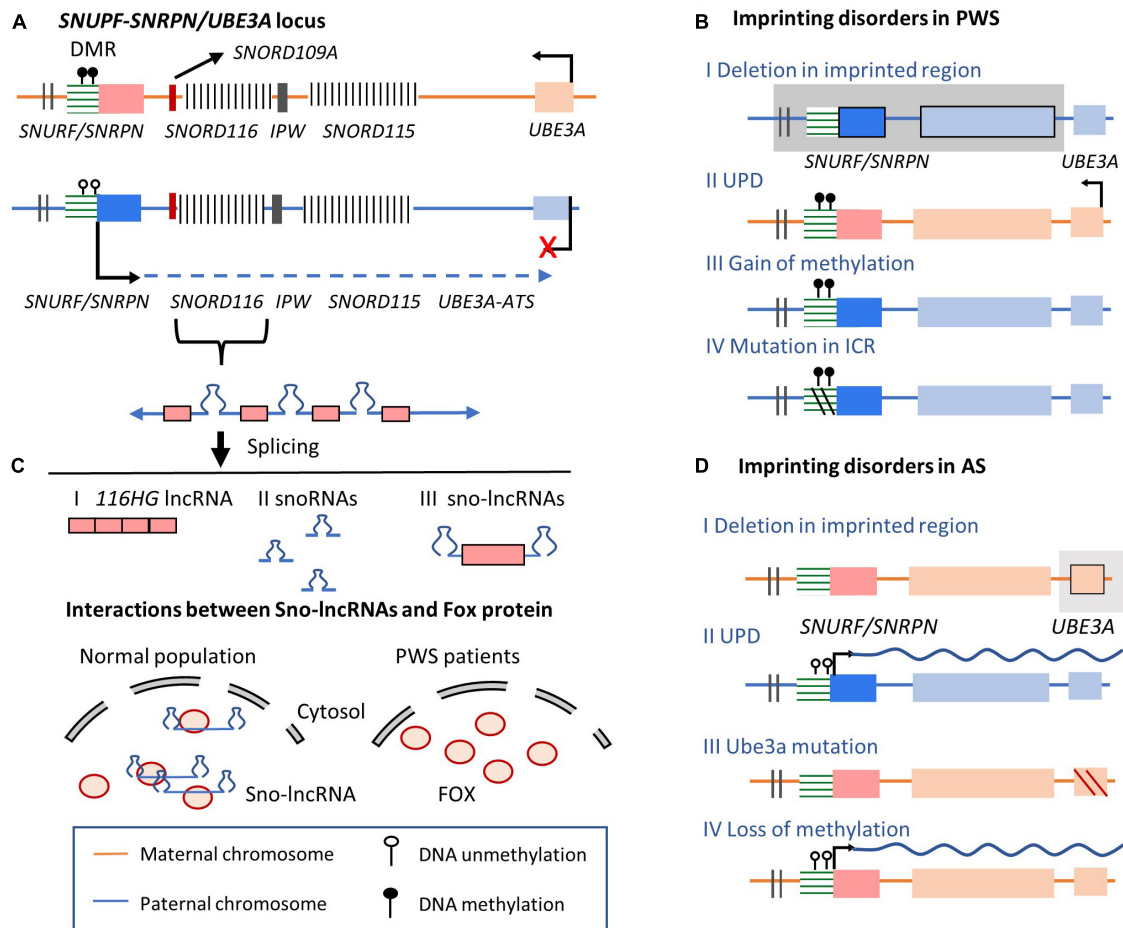 A
SNUPF-SNRPN/UBE3A locus
DMR
SNORD109A
SNURF/SNRPN SNORD116 IPW SNORD115 UBE3A
X
SNURF/SNRPN SNORD116 IPW SNORD115 UBE3A-ATS
Splicing
C
I 116HG lncRNA II snoRNAs III sno-lncRNAs
Interactions between Sno-lncRNAs and Fox protein
Normal population PWS patients
Cytosol
Sno-lncRNA FOX
Maternal chromosome DNA unmethylation
Paternal chromosome DNA methylation
B
Imprinting disorders in PWS
I Deletion in imprinted region
SNURF/SNRPN UBE3A
II UPD
III Gain of methylation
IV Mutation in ICR
D
Imprinting disorders in AS
I Deletion in imprinted region
SNURF/SNRPN UBE3A
II UPD
III Ube3a mutation
IV Loss of methylation